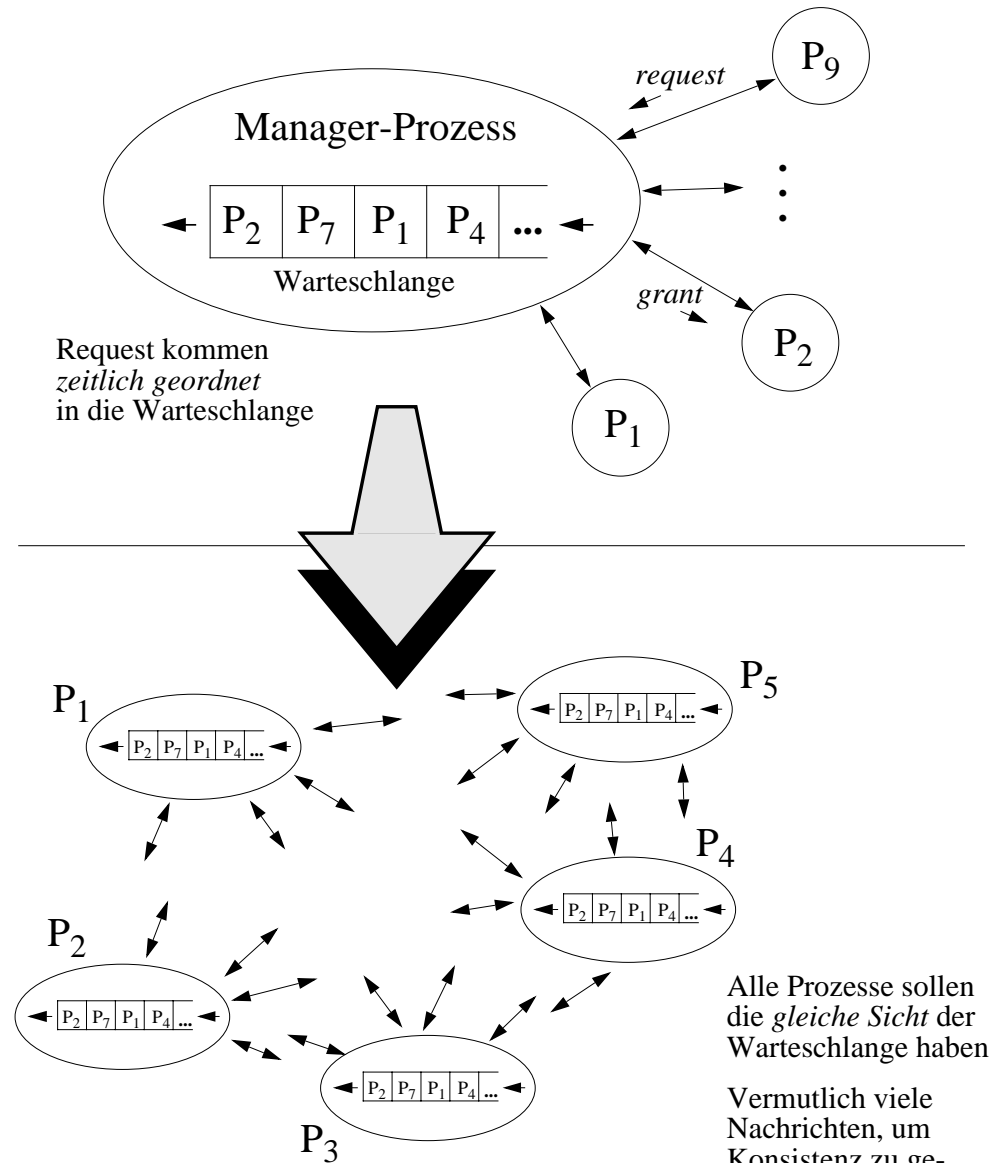 P9
request
Manager-Prozess
P2 P7 P1 P4 ...
Warteschlange
grant
P2
Request kommen
zeitlich geordnet
in die Warteschlange
P1
P5
P2 P7 P1 P4 ...
P1
P2 P7 P1 P4 ...
P4
P2 P7 P1 P4 ...
P2
P2 P7 P1 P4 ...
Alle Prozesse sollen
die gleiche Sicht der
Warteschlange haben
P2 P7 P1 P4 ...
P3
Vermutlich viele
Nachrichten, um
Konsistenz zu ge-